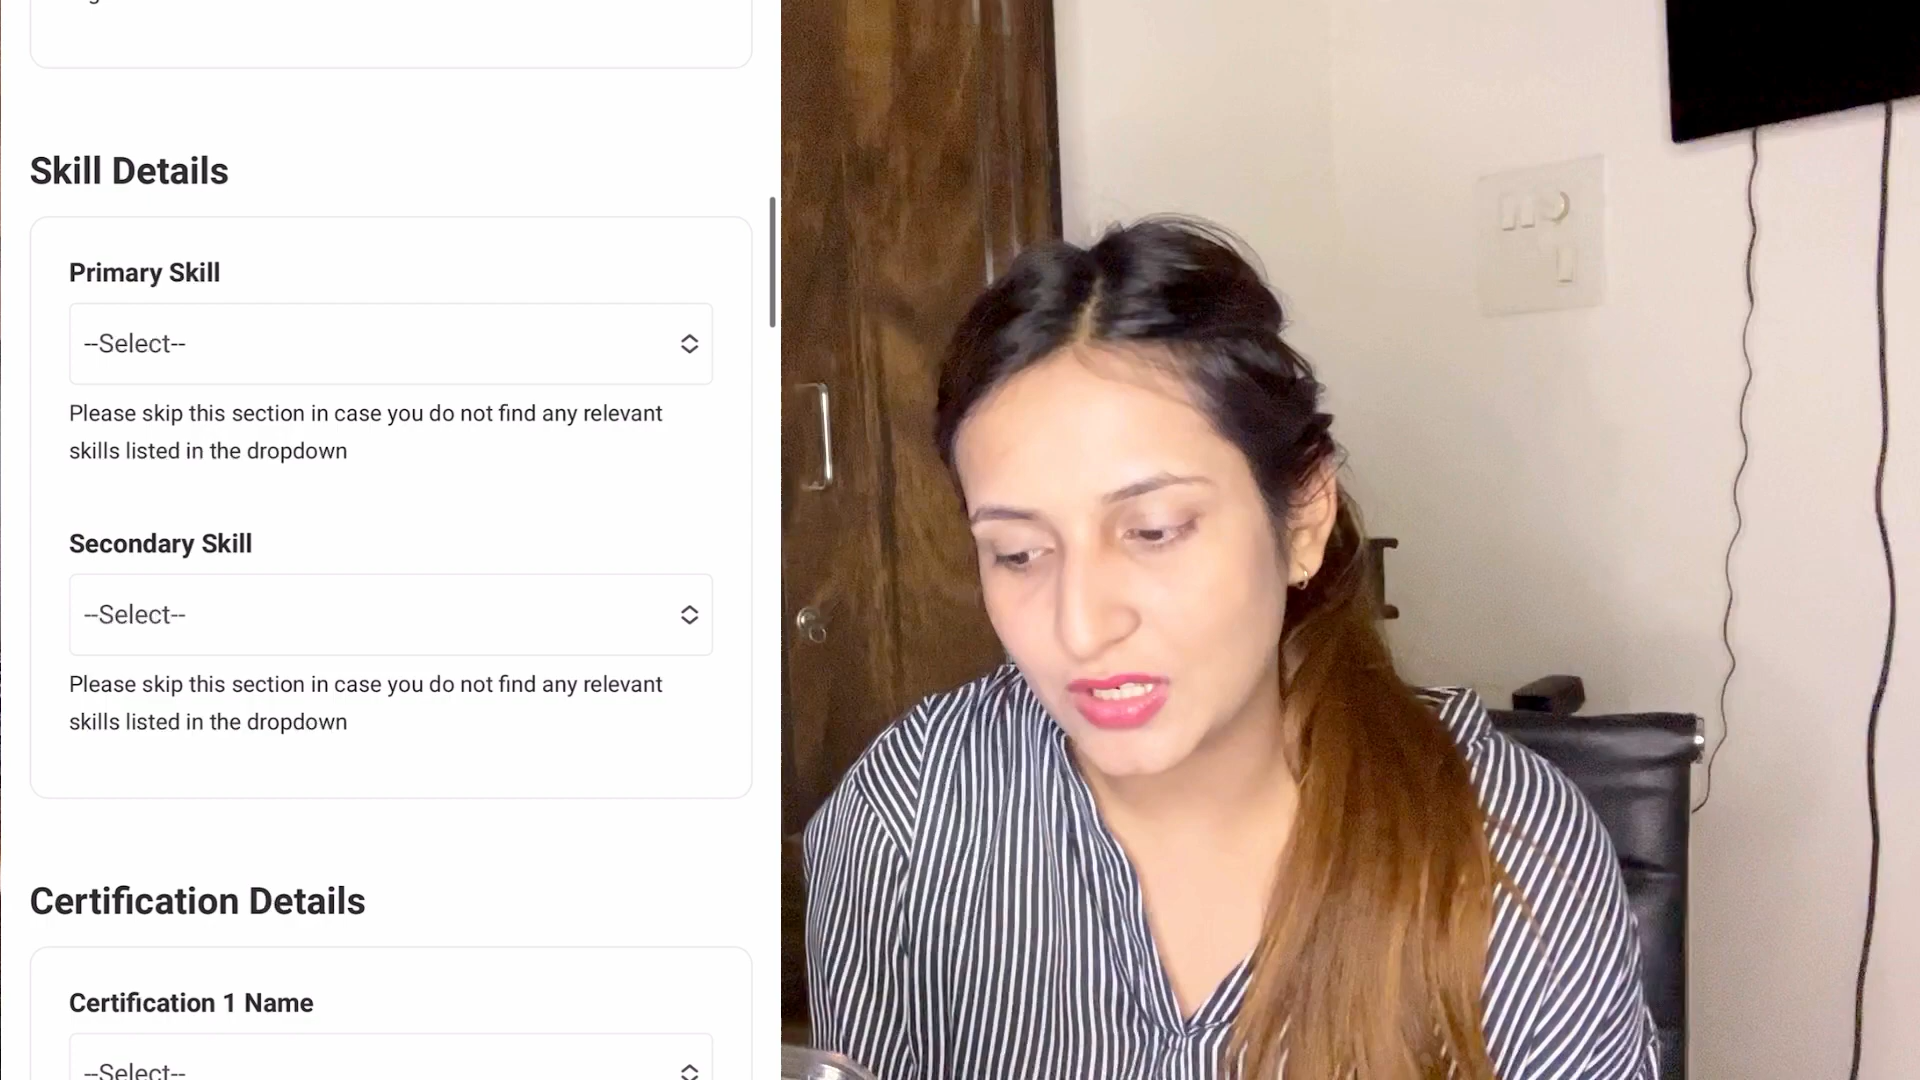 Skill Details
Primary Skill
--Select--
Please skip this section in case you do not find any relevant
skills listed in the dropdown
Secondary Skill
--Select--
Please skip this section in case you do not find any relevant
skills listed in the dropdown
Certification Details
Certification 1 Name
--Select--